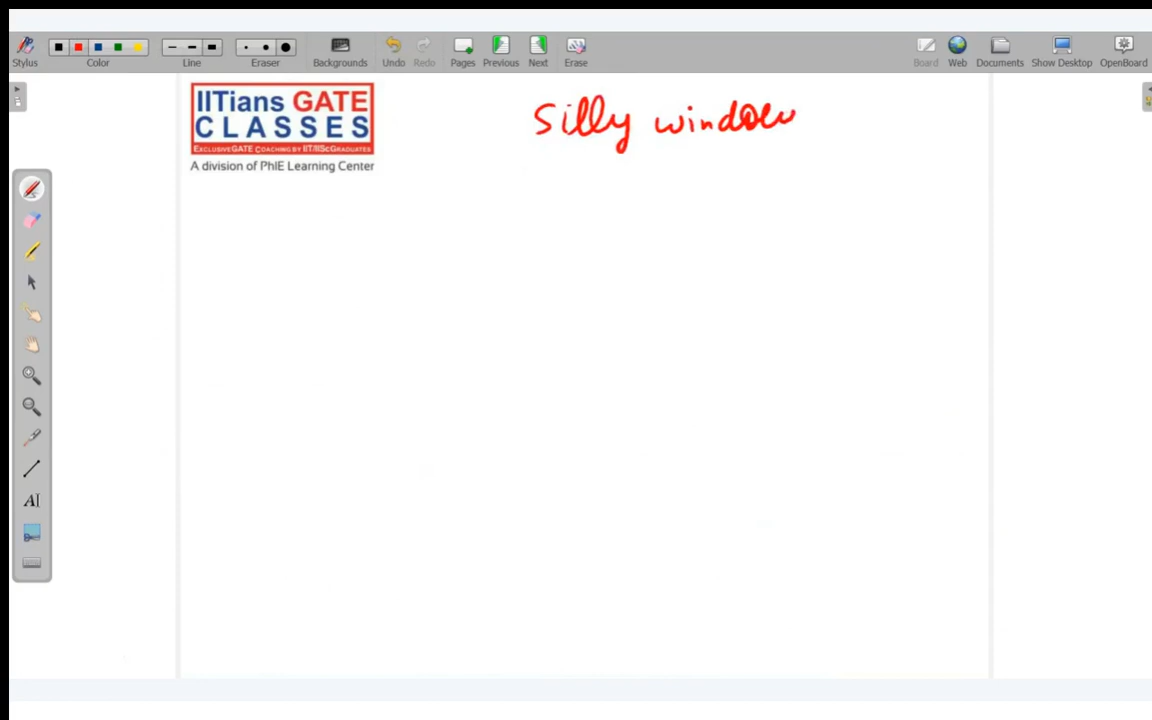 Stylus
Color
Line
Eraser
Backgrounds
Undo
Redo
Pages
Previous
Next
Erase
Board
Web
Documents
Show Desktop
OpenBoard
IITians GATE
CLASSES
EXCLUSIVE GATE COACHING BY IIT/IISc GRADUATES
A division of PhIE Learning Center
Silly window
AI